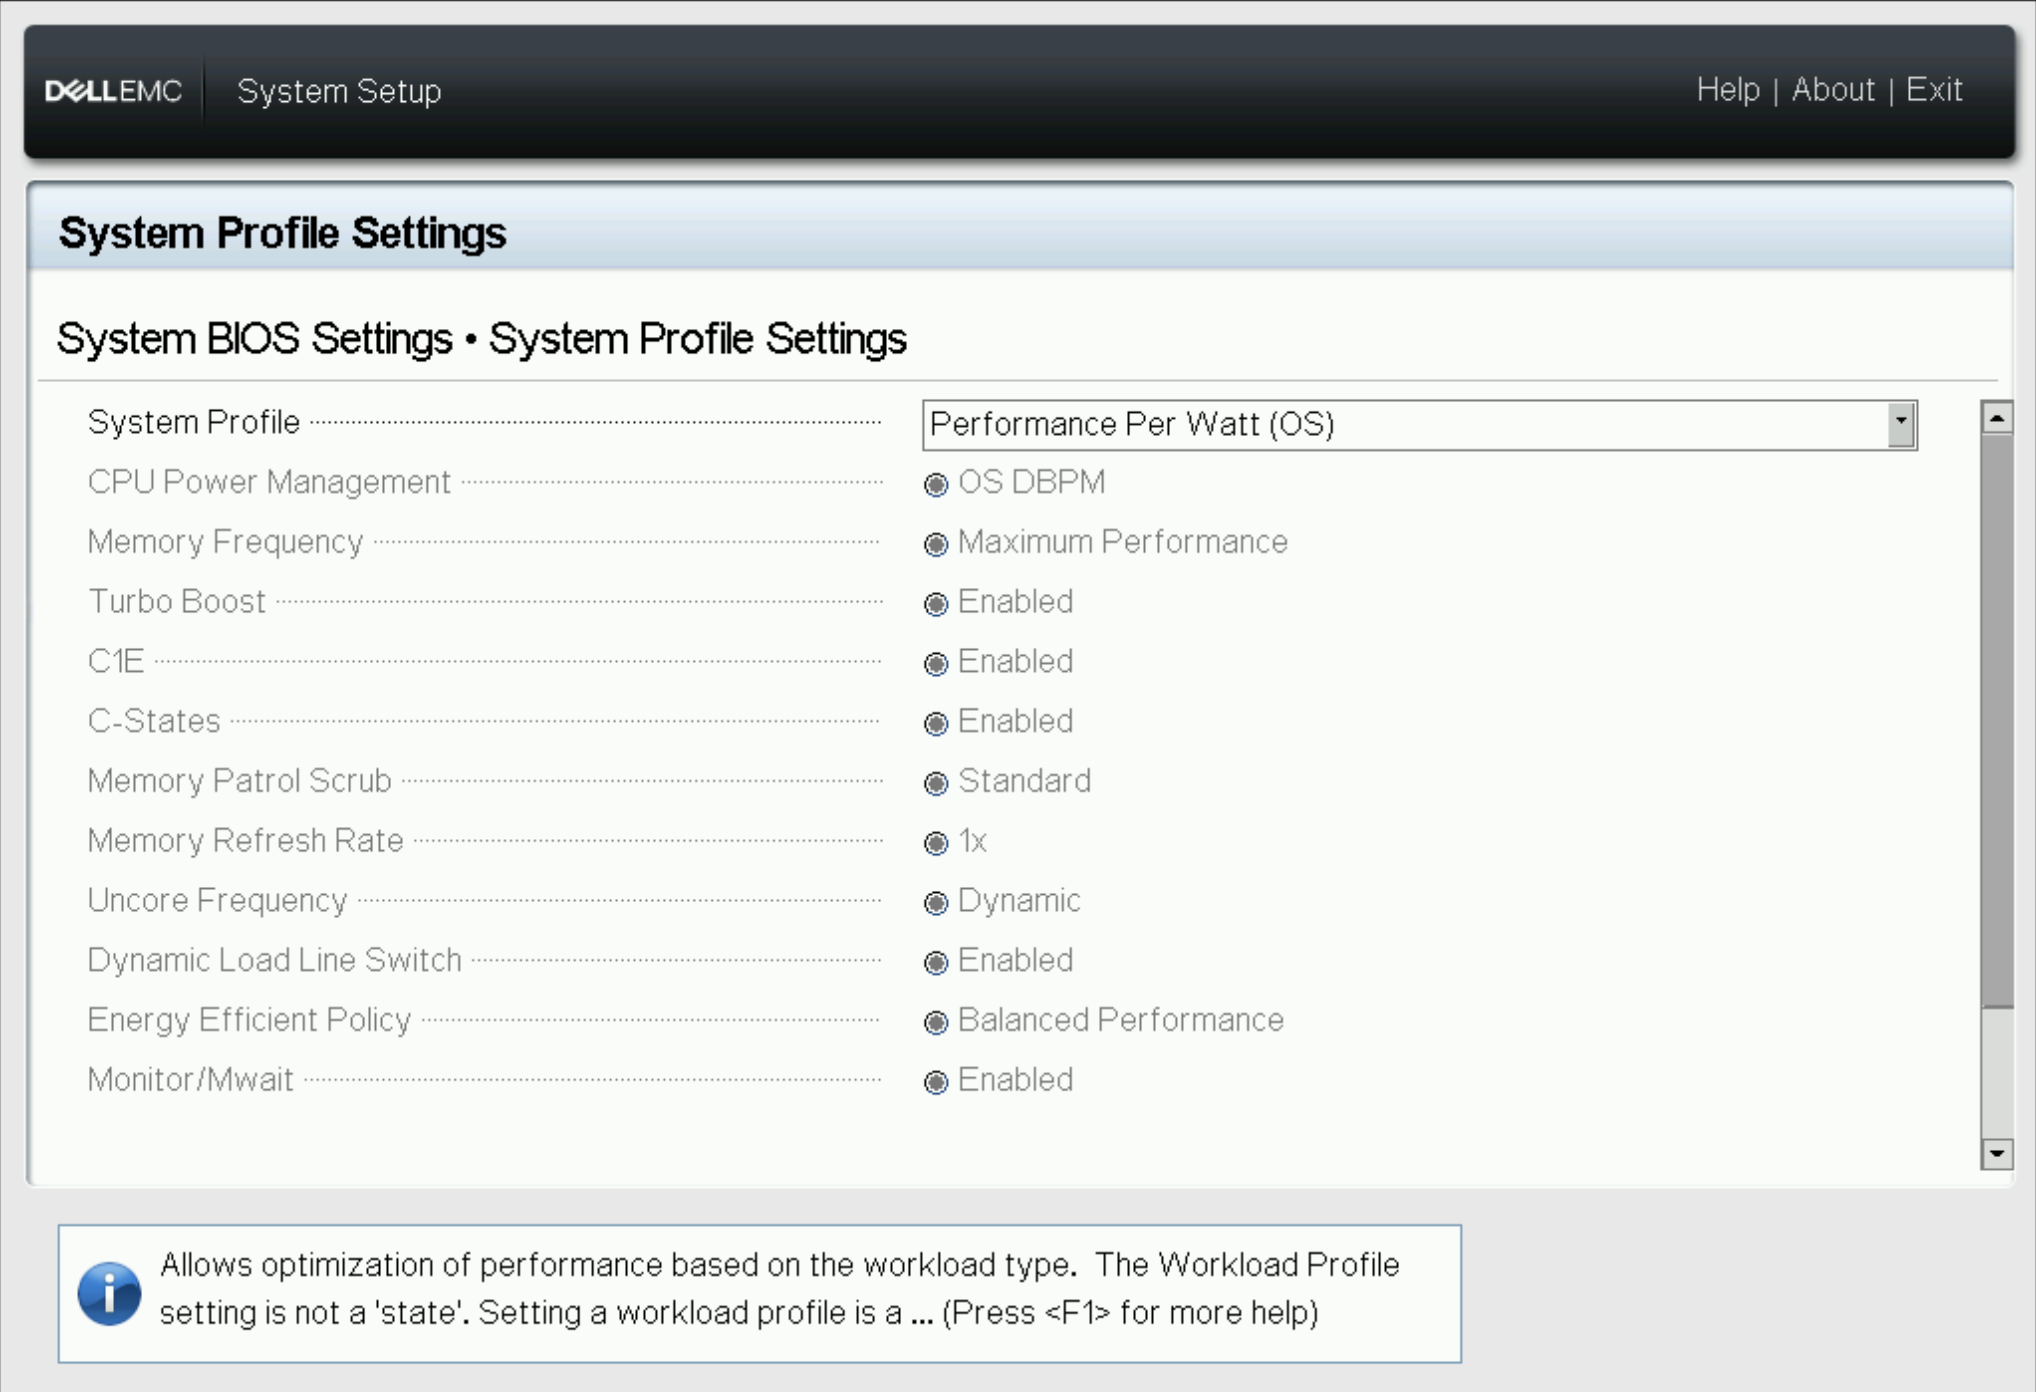 DELLEMC System Setup Help | About | Exit
System Profile Settings
System BIOS Settings • System Profile Settings
System Profile Performance Per Watt (OS)
CPU Power Management OS DBPM
Memory Frequency Maximum Performance
Turbo Boost Enabled
C1E Enabled
C-States Enabled
Memory Patrol Scrub Standard
Memory Refresh Rate 1x
Uncore Frequency Dynamic
Dynamic Load Line Switch Enabled
Energy Efficient Policy Balanced Performance
Monitor/Mwait Enabled
Allows optimization of performance based on the workload type.  The Workload Profile
setting is not a 'state'. Setting a workload profile is a ... (Press <F1> for more help)